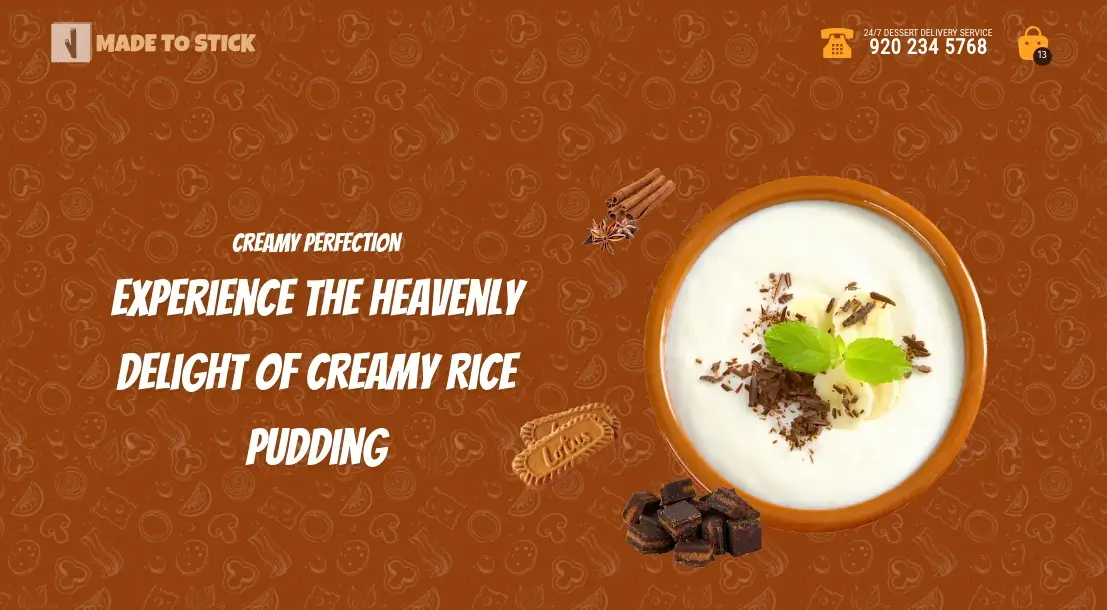 MADE TO STICK
24/7 DESSERT DELIVERY SERVICE
920 234 5768
13
CREAMY PERFECTION
EXPERIENCE THE HEAVENLY
DELIGHT OF CREAMY RICE
PUDDING
Lotus